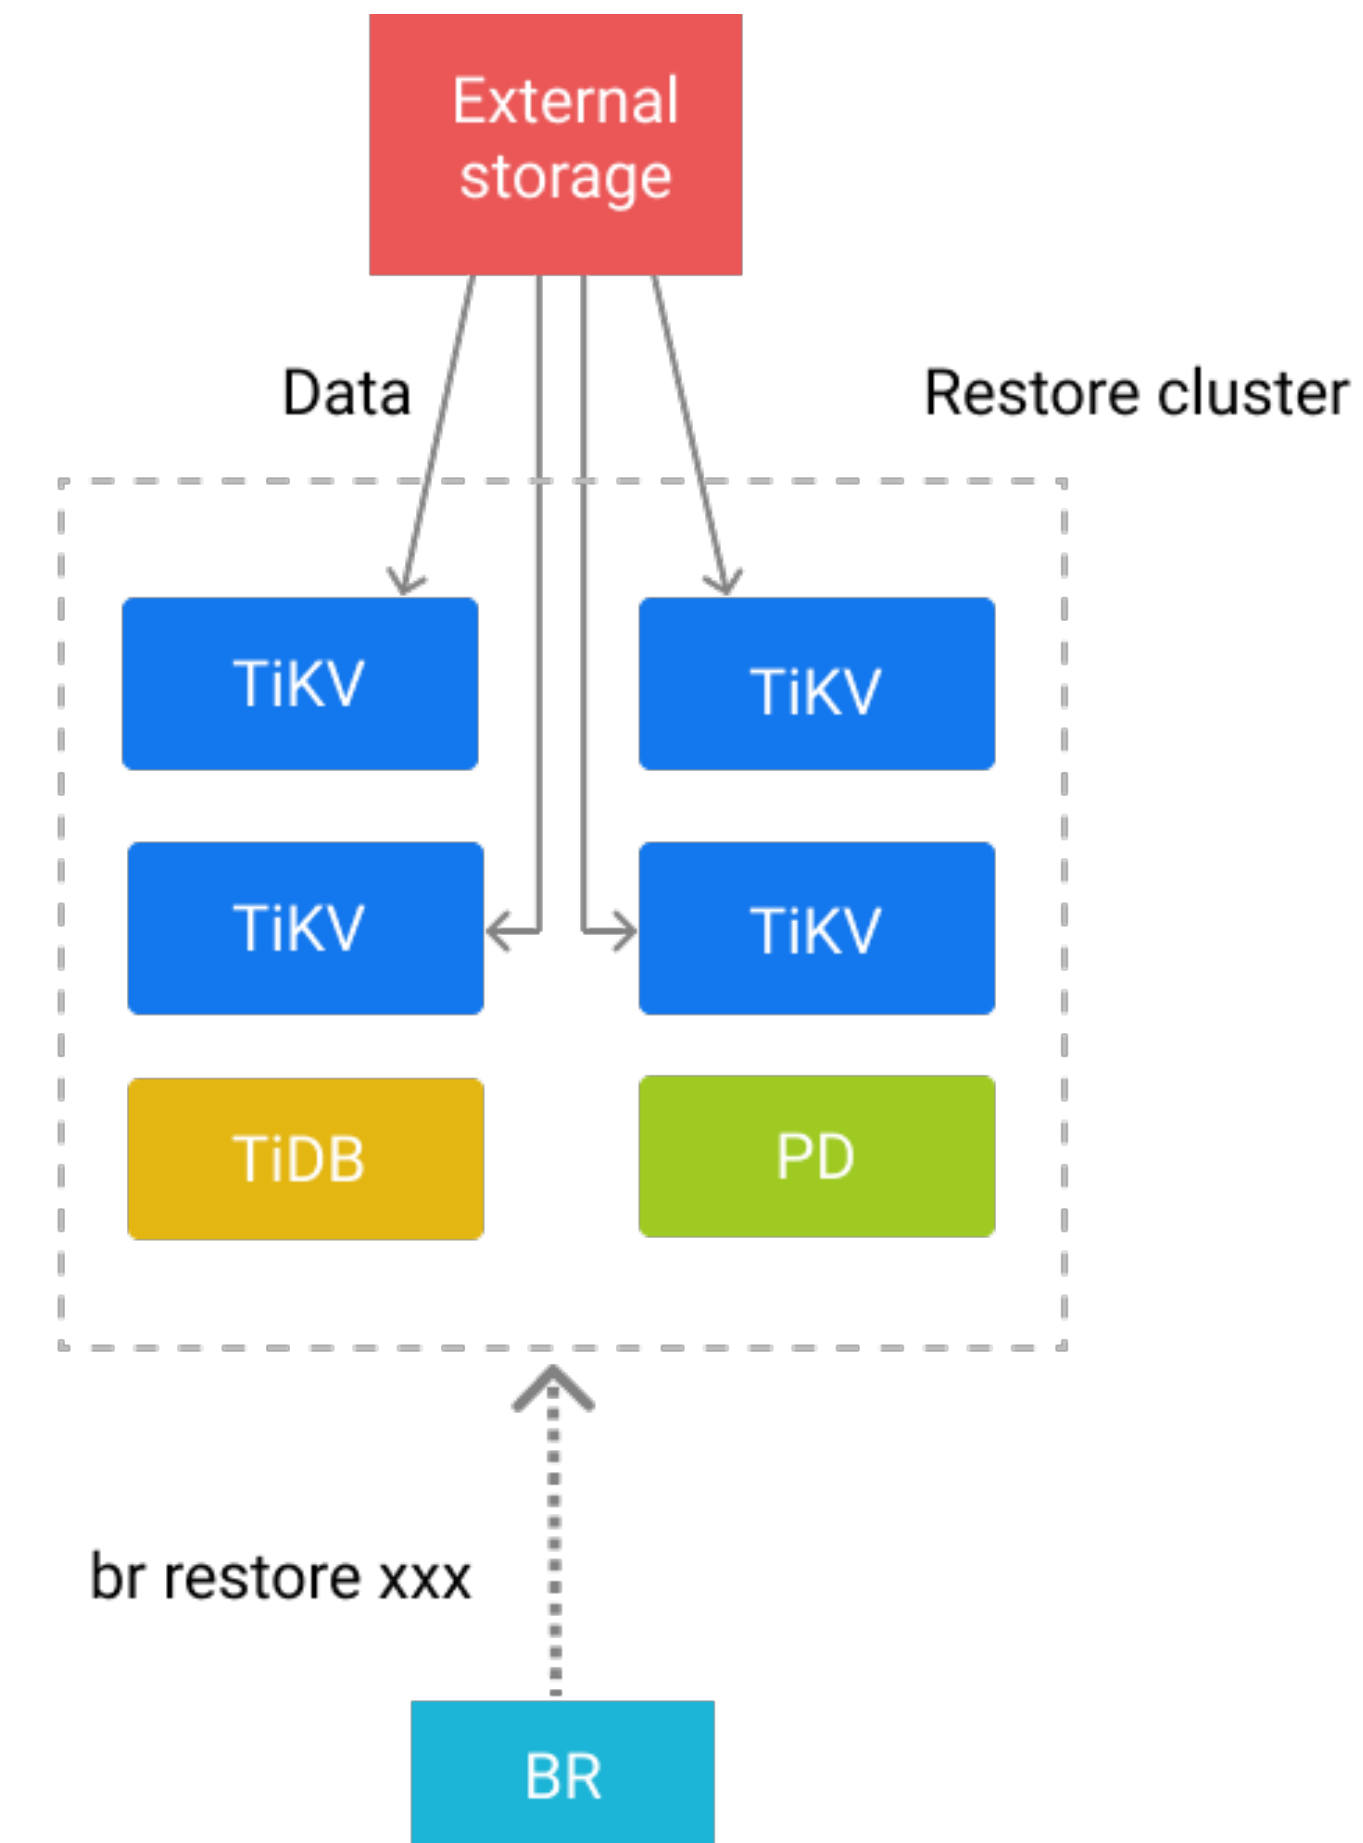 External
storage
Data
Restore cluster
TiKV
TiKV
TiKV
TiKV
TiDB
PD
br restore xxx
BR